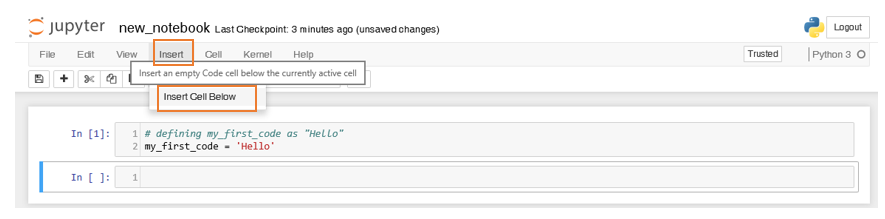 jupyter new_notebook Last Checkpoint: 3 minutes ago (unsaved changes)
Logout
File Edit View Insert Cell Kernel Help
Trusted Python 3
Insert an empty Code cell below the currently active cell
Insert Cell Below
In [1]: 1 # defining my_first_code as "Hello"
2 my_first_code = 'Hello'
In [ ]: 1